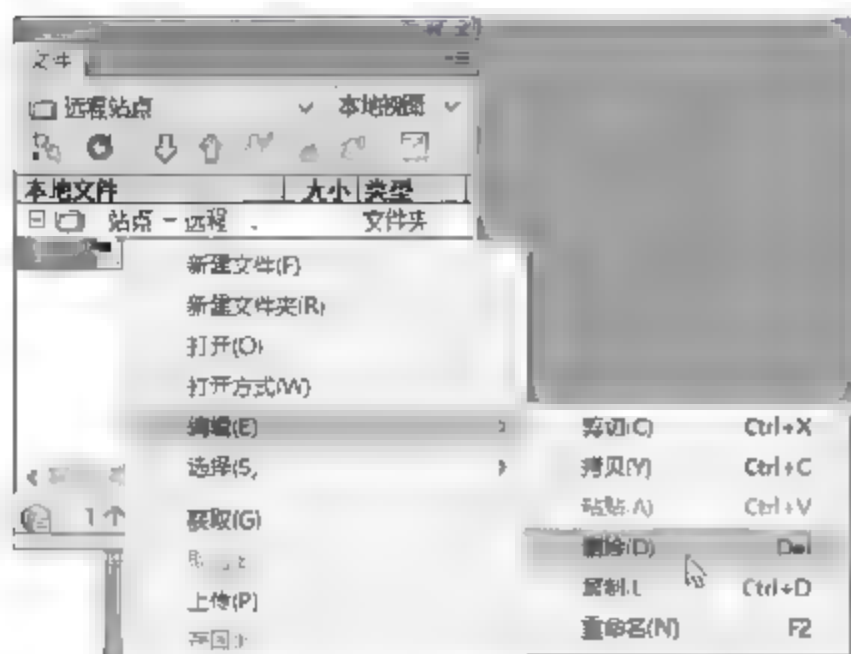 文件
远程站点 本地视图
本地文件 大小 类型
站点 - 远程 文件夹
新建文件(F)
新建文件夹(R)
打开(O)
打开方式(W)
编辑(E)
选择(S)
获取(G)
上传(P)
剪切(C) Ctrl+X
拷贝(Y) Ctrl+C
粘贴(A) Ctrl+V
删除(D) Del
复制(L) Ctrl+D
重命名(N) F2